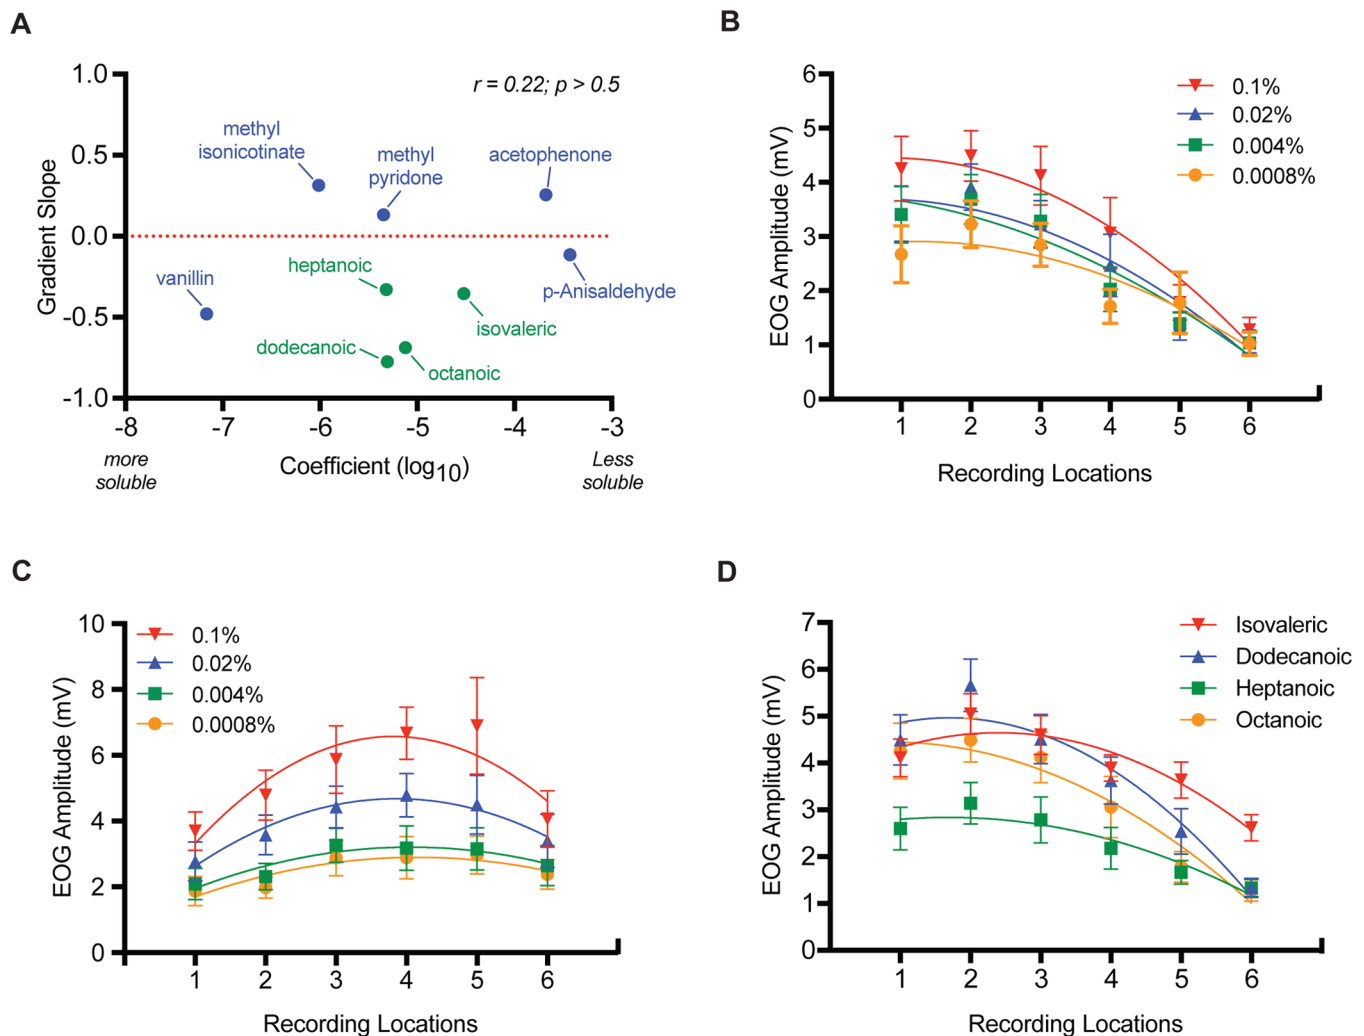 A
r = 0.22; p > 0.5
1.0
0.5
0.0
-0.5
-1.0
Gradient Slope
methyl
isonicotinate
methyl
pyridone
acetophenone
vanillin
heptanoic
isovaleric
p-Anisaldehyde
dodecanoic
octanoic
-8
-7
-6
-5
-4
-3
more
soluble
Coefficient (log10)
Less
soluble
B
6
5
4
3
2
1
0
EOG Amplitude (mV)
0.1%
0.02%
0.004%
0.0008%
1
2
3
4
5
6
Recording Locations
C
10
8
6
4
2
0
EOG Amplitude (mV)
0.1%
0.02%
0.004%
0.0008%
1
2
3
4
5
6
Recording Locations
D
7
6
5
4
3
2
1
0
EOG Amplitude (mV)
Isovaleric
Dodecanoic
Heptanoic
Octanoic
1
2
3
4
5
6
Recording Locations